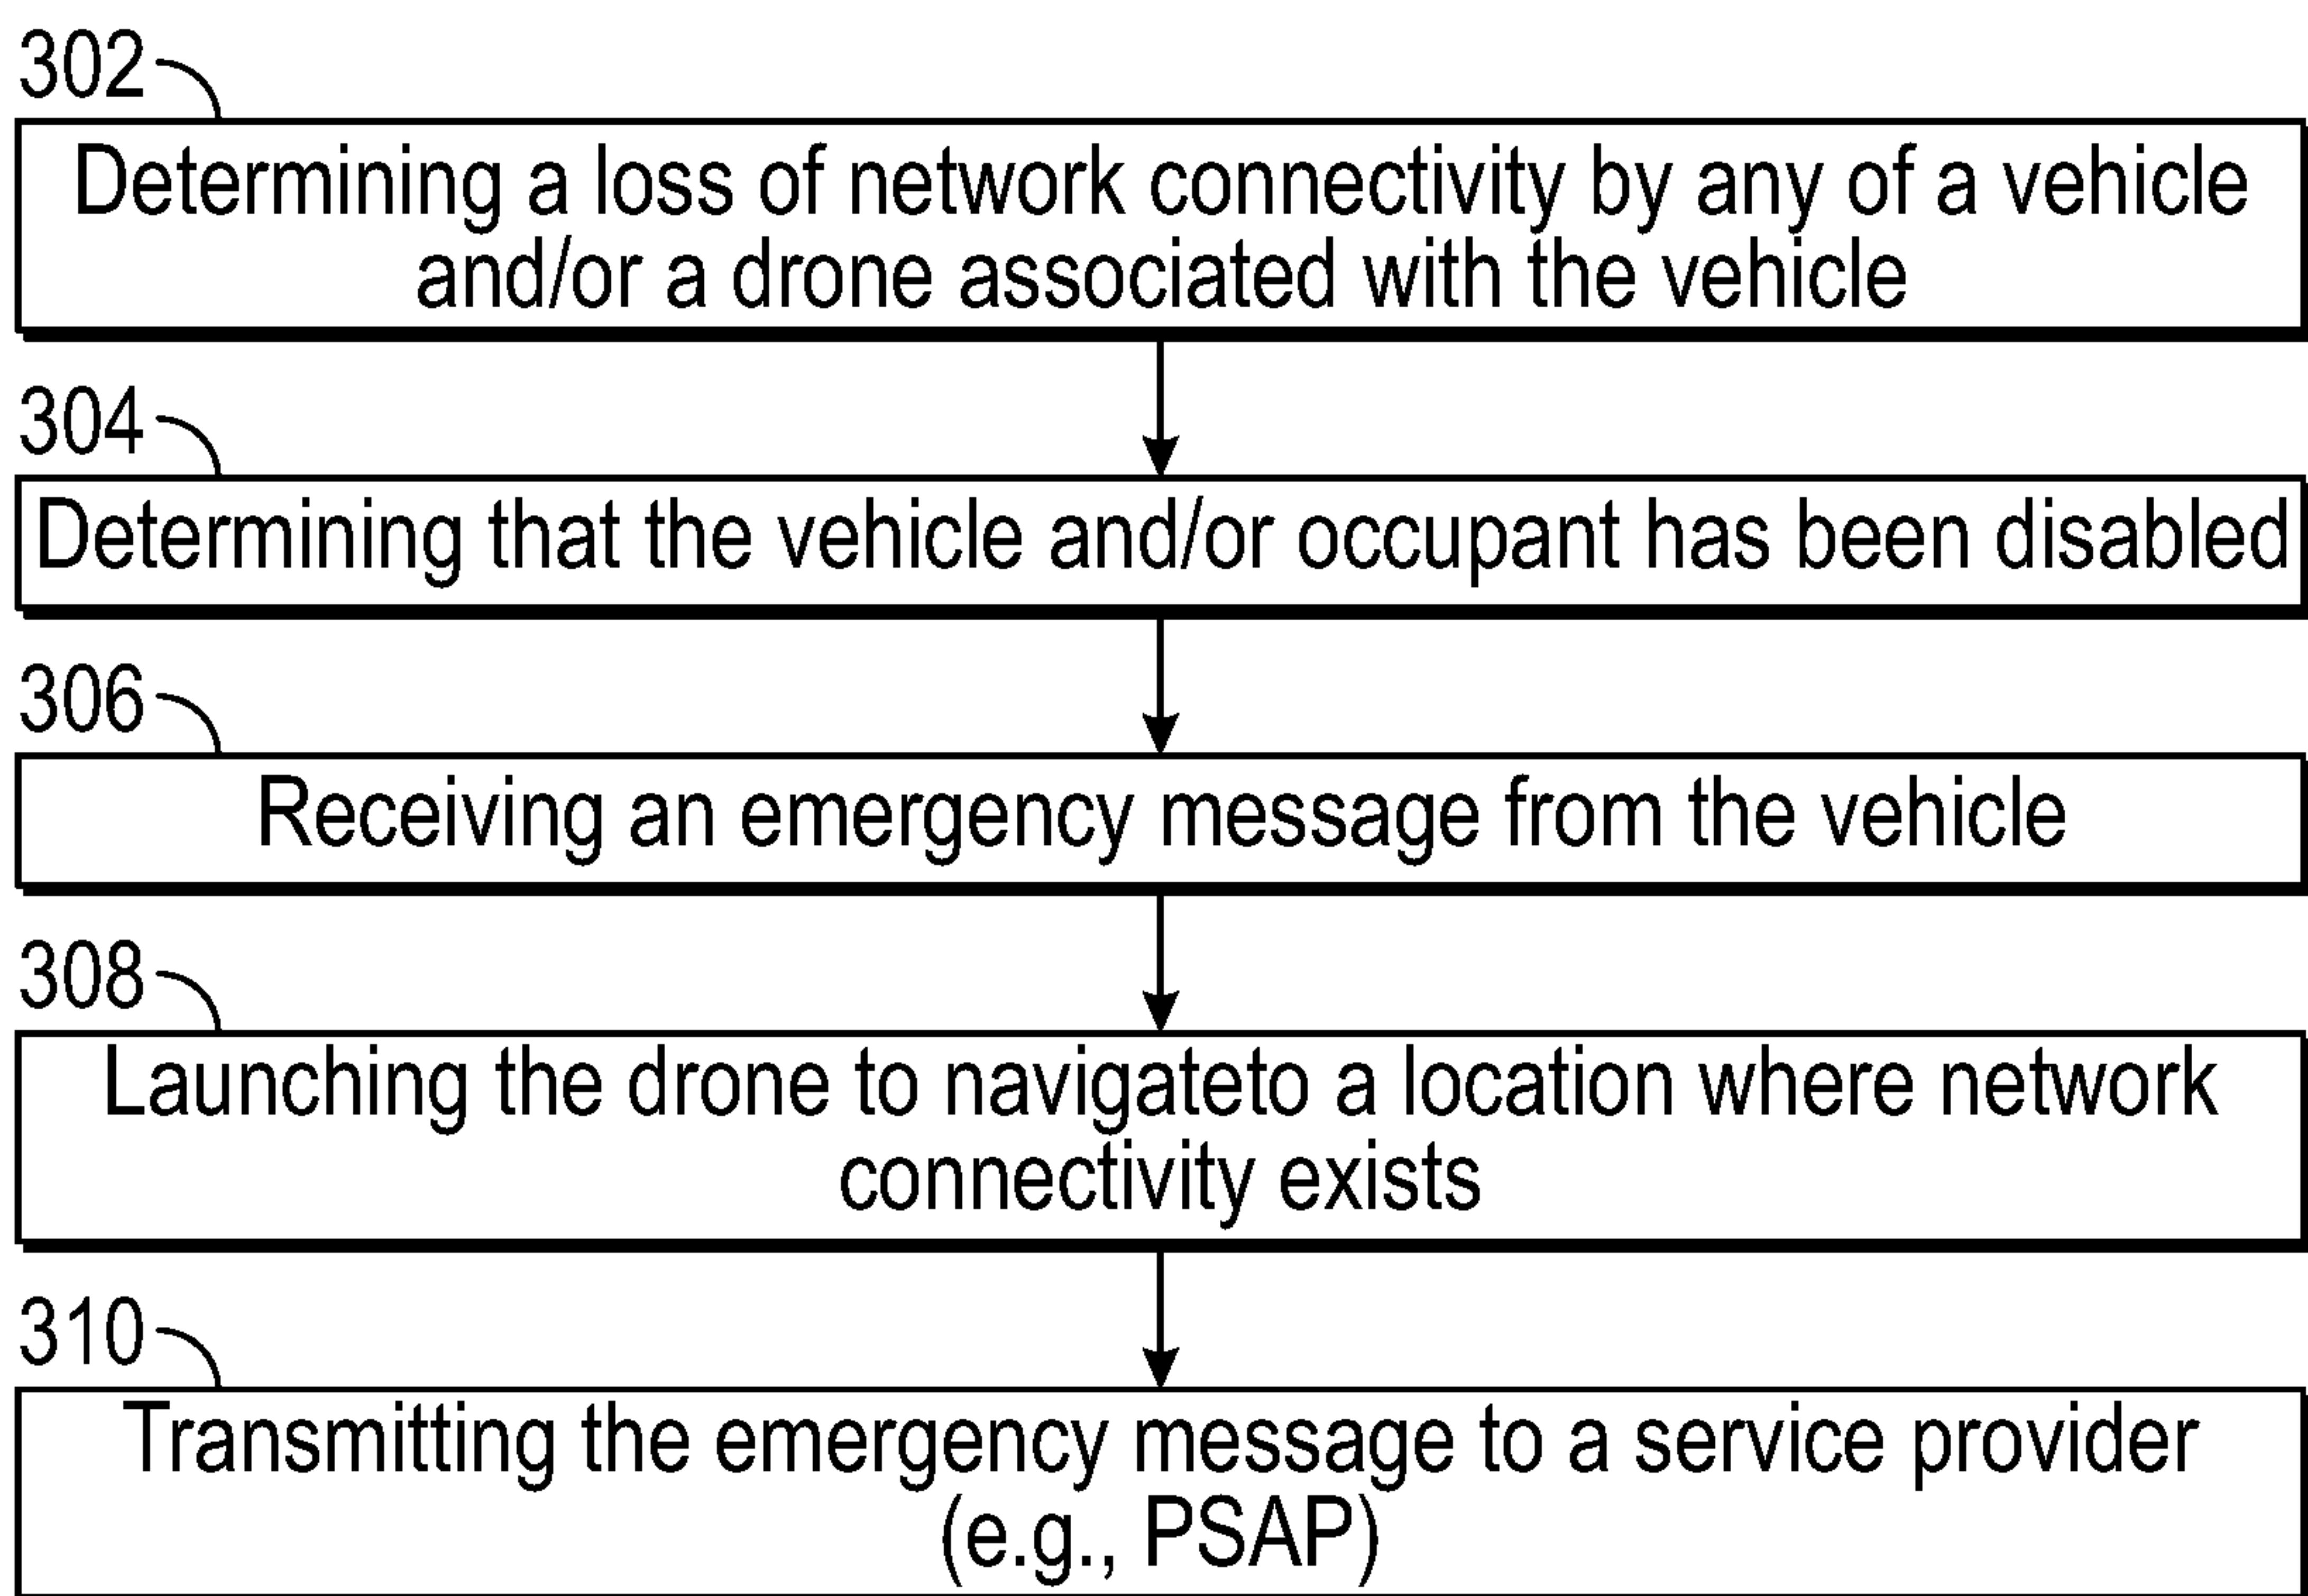 302
Determining a loss of network connectivity by any of a vehicle
and/or a drone associated with the vehicle
304
Determining that the vehicle and/or occupant has been disabled
306
Receiving an emergency message from the vehicle
308
Launching the drone to navigateto a location where network
connectivity exists
310
Transmitting the emergency message to a service provider
(e.g., PSAP)